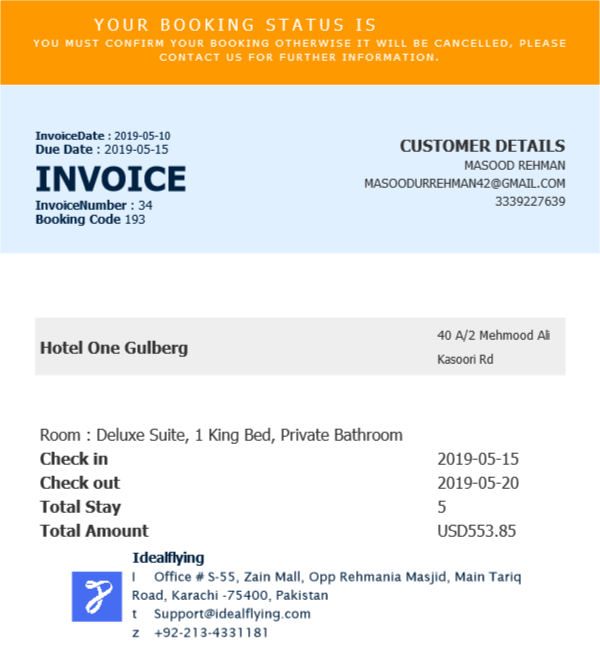 YOUR BOOKING STATUS IS
YOU MUST CONFIRM YOUR BOOKING OTHERWISE IT WILL BE CANCELLED, PLEASE
CONTACT US FOR FURTHER INFORMATION.
InvoiceDate : 2019-05-10
Due Date : 2019-05-15
INVOICE
InvoiceNumber : 34
Booking Code 193
CUSTOMER DETAILS
MASOOD REHMAN
MASOODURREHMAN42@GMAIL.COM
3339227639
Hotel One Gulberg
40 A/2 Mehmood Ali
Kasoori Rd
Room : Deluxe Suite, 1 King Bed, Private Bathroom
Check in 2019-05-15
Check out 2019-05-20
Total Stay 5
Total Amount USD553.85
Idealflying
l Office # S-55, Zain Mall, Opp Rehmania Masjid, Main Tariq
Road, Karachi -75400, Pakistan
t Support@idealflying.com
z +92-213-4331181